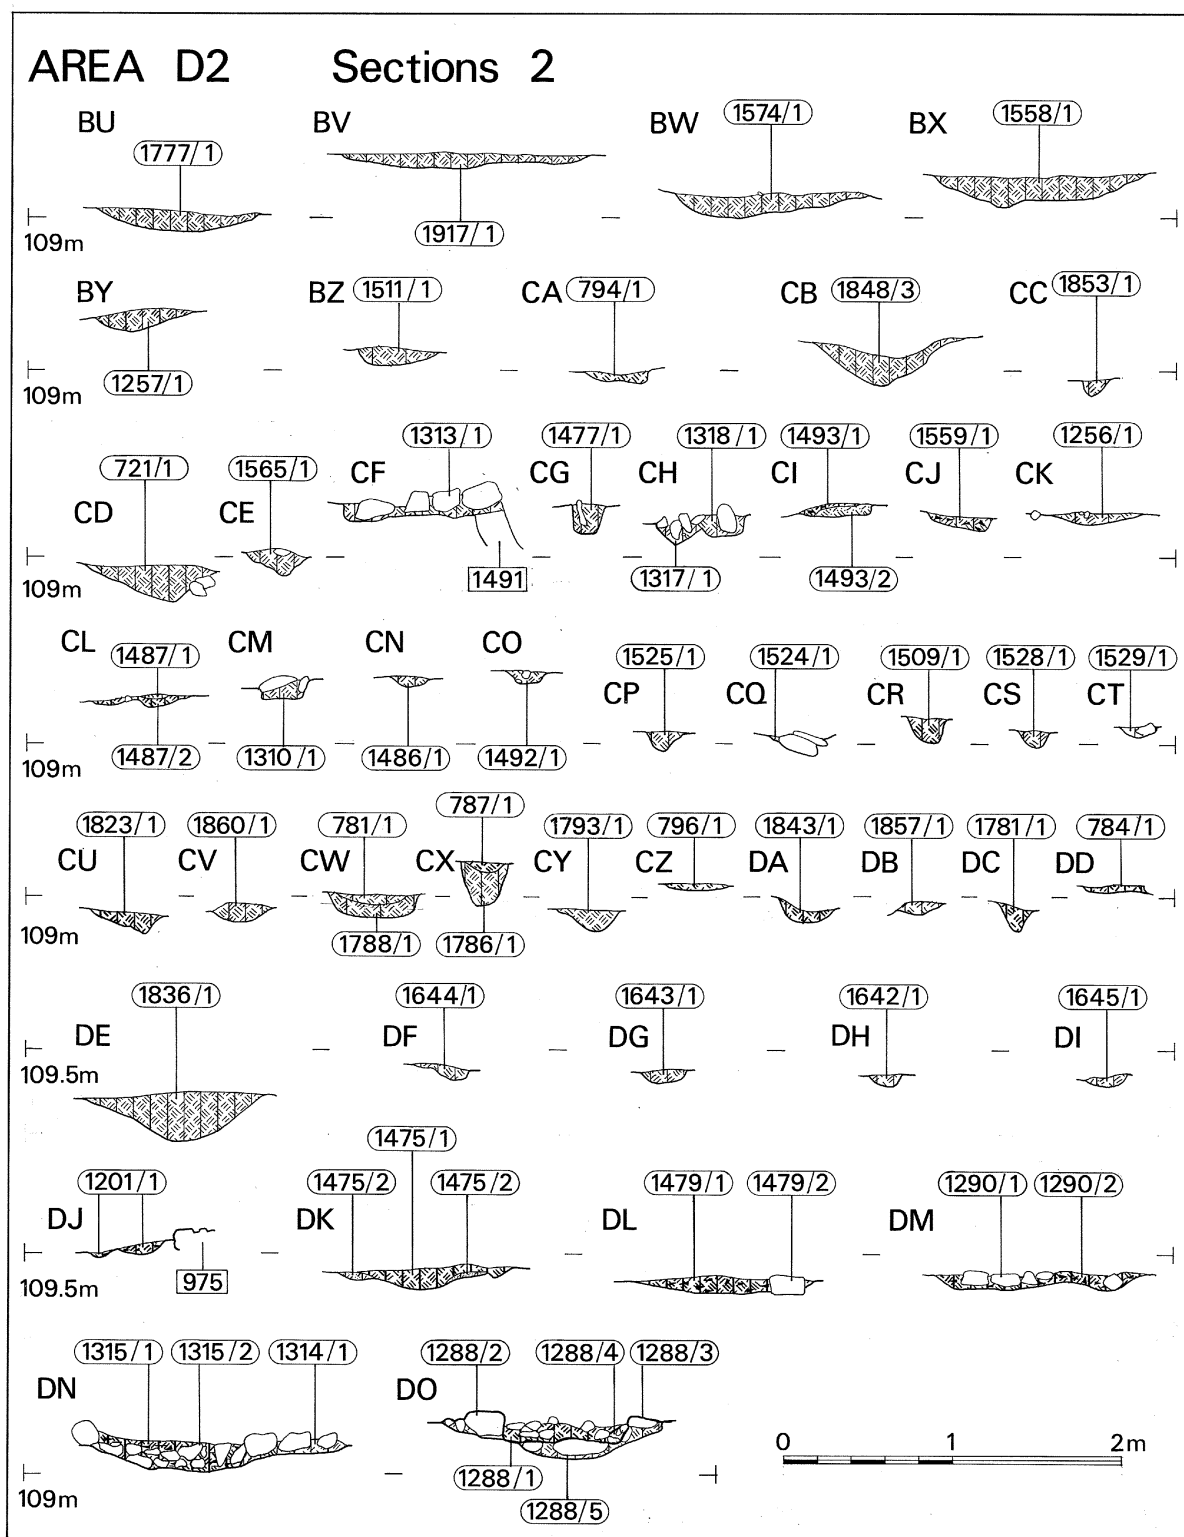 AREA D2 Sections 2
BU 1777/1 BV 1917/1 BW 1574/1 BX 1558/1
109m
BY 1257/1 BZ 1511/1 CA 794/1 CB 1848/3 CC 1853/1
109m
CD 721/1 CE 1565/1 CF 1313/1 1491 CG 1477/1 CH 1318/1 1317/1 CI 1493/1 1493/2 CJ 1559/1 CK 1256/1
109m
CL 1487/1 1487/2 CM 1310/1 CN 1486/1 CO 1492/1 CP 1525/1 CQ 1524/1 CR 1509/1 CS 1528/1 CT 1529/1
109m
CU 1823/1 CV 1860/1 CW 781/1 1788/1 CX 787/1 1786/1 CY 1793/1 CZ 796/1 DA 1843/1 DB 1857/1 DC 1781/1 DD 784/1
109m
DE 1836/1 DF 1644/1 DG 1643/1 DH 1642/1 DI 1645/1
109.5m
DJ 1201/1 975 DK 1475/2 1475/1 1475/2 DL 1479/1 1479/2 DM 1290/1 1290/2
109.5m
DN 1315/1 1315/2 1314/1 DO 1288/2 1288/4 1288/3 1288/1 1288/5
109m
0 1 2m